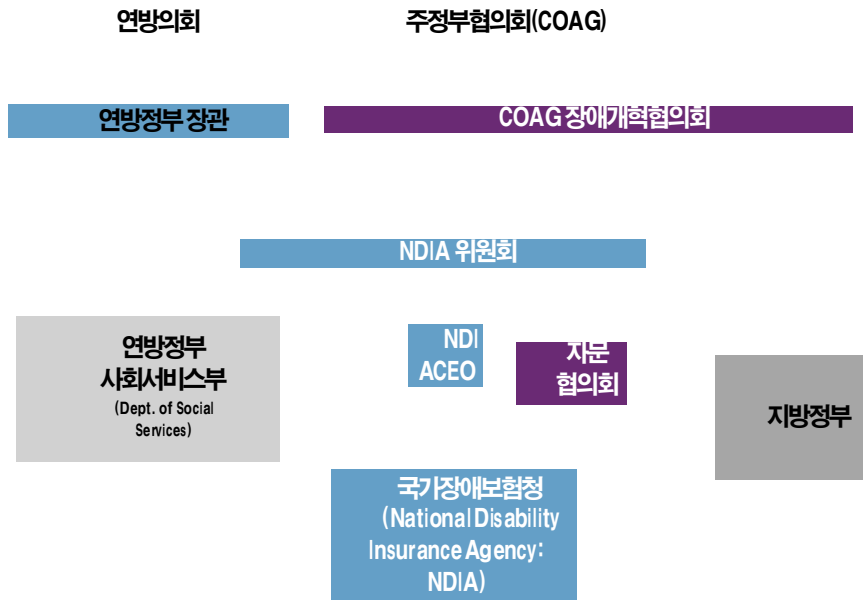 연방의회
주정부협의회(COAG)
연방정부 장관
COAG 장애개혁협의회
NDIA 위원회
연방정부
사회서비스부
(Dept. of Social
Services)
NDI
ACEO
자문
협의회
지방정부
국가장애보험청
(National Disability
Insurance Agency:
NDIA)